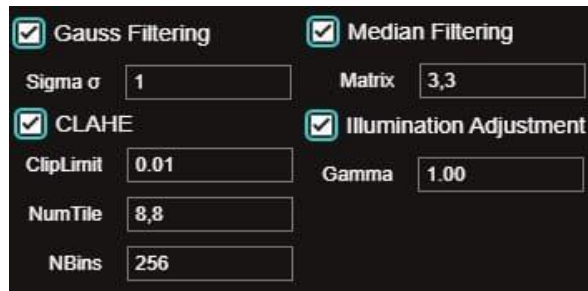 Gauss Filtering
Sigma σ 1
CLAHE
ClipLimit 0.01
NumTile 8,8
NBins 256
Median Filtering
Matrix 3,3
Illumination Adjustment
Gamma 1.00